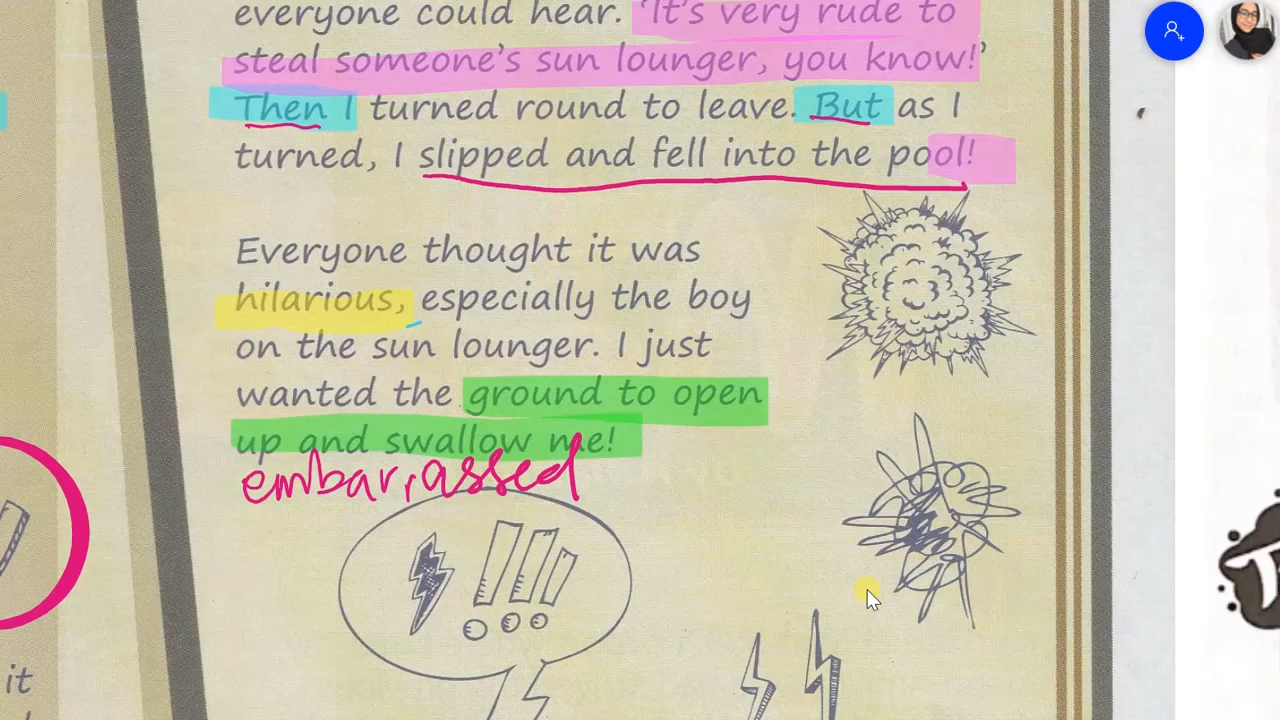 everyone could hear. 'It's very rude to
steal someone's sun lounger, you know!'
Then I turned round to leave. But as I
turned, I slipped and fell into the pool!
Everyone thought it was
hilarious, especially the boy
on the sun lounger. I just
wanted the ground to open
up and swallow me!
embarrassed
!!!
it